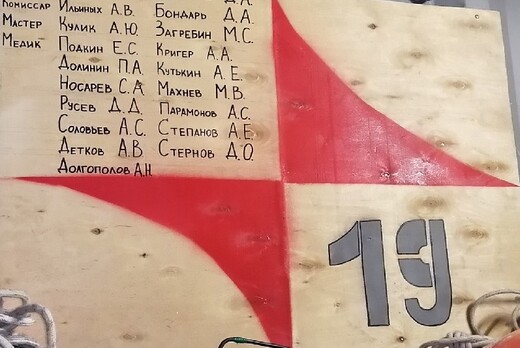 Комиссар Ильиных А.В. Бондарь Д.А.
Мастер Кулик А.Ю. Загребин М.С.
Медик Подкин Е.С. Кригер А.А.
Долинин П.А. Кутькин А.Е.
Носарев С.А. Махнев М.В.
Русев Д.Д. Парамонов А.С.
Соловьев А.С. Степанов А.Е.
Детков А.В Стернов Д.О.
Долгополов А.Н
19